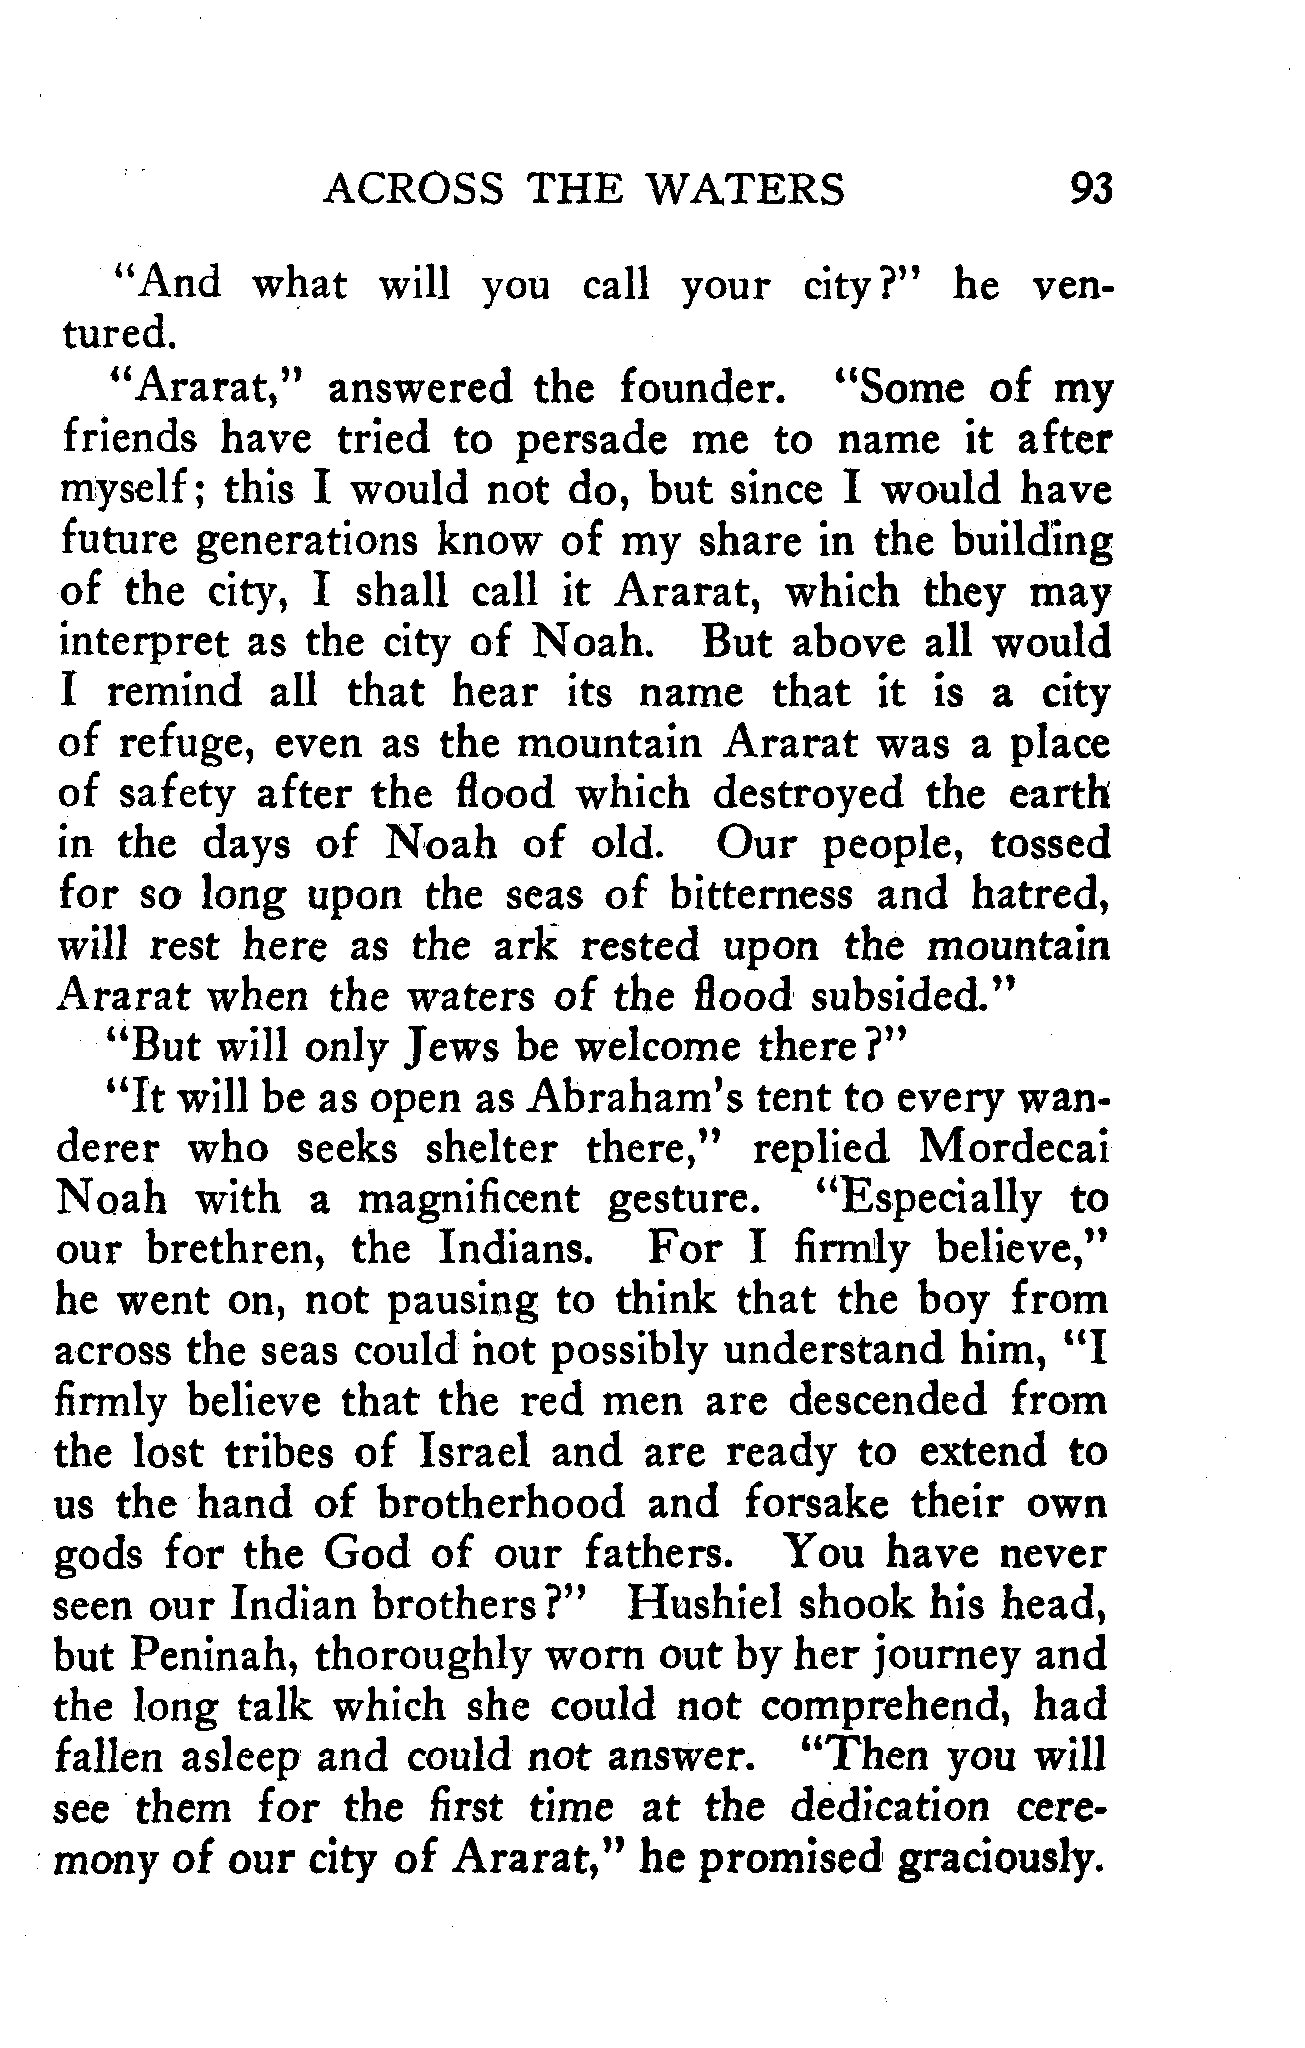 ACROSS THE WATERS 93
"And what will you call your city?" he ven-
tured.
"Ararat," answered the founder. "Some of my
friends have tried to persade me to name it after
myself; this I would not do, but since I would have
future generations know of my share in the building
of the city, I shall call it Ararat, which they may
interpret as the city of Noah. But above all would
I remind all that hear its name that it is a city
of refuge, even as the mountain Ararat was a place
of safety after the flood which destroyed the earth
in the days of Noah of old. Our people, tossed
for so long upon the seas of bitterness and hatred,
will rest here as the ark rested upon the mountain
Ararat when the waters of the flood subsided."
"But will only Jews be welcome there?"
"It will be as open as Abraham's tent to every wan-
derer who seeks shelter there," replied Mordecai
Noah with a magnificent gesture. "Especially to
our brethren, the Indians. For I firmly believe,"
he went on, not pausing to think that the boy from
across the seas could not possibly understand him, "I
firmly believe that the red men are descended from
the lost tribes of Israel and are ready to extend to
us the hand of brotherhood and forsake their own
gods for the God of our fathers. You have never
seen our Indian brothers?" Hushiel shook his head,
but Peninah, thoroughly worn out by her journey and
the long talk which she could not comprehend, had
fallen asleep and could not answer. "Then you will
see them for the first time at the dedication cere-
mony of our city of Ararat," he promised graciously.